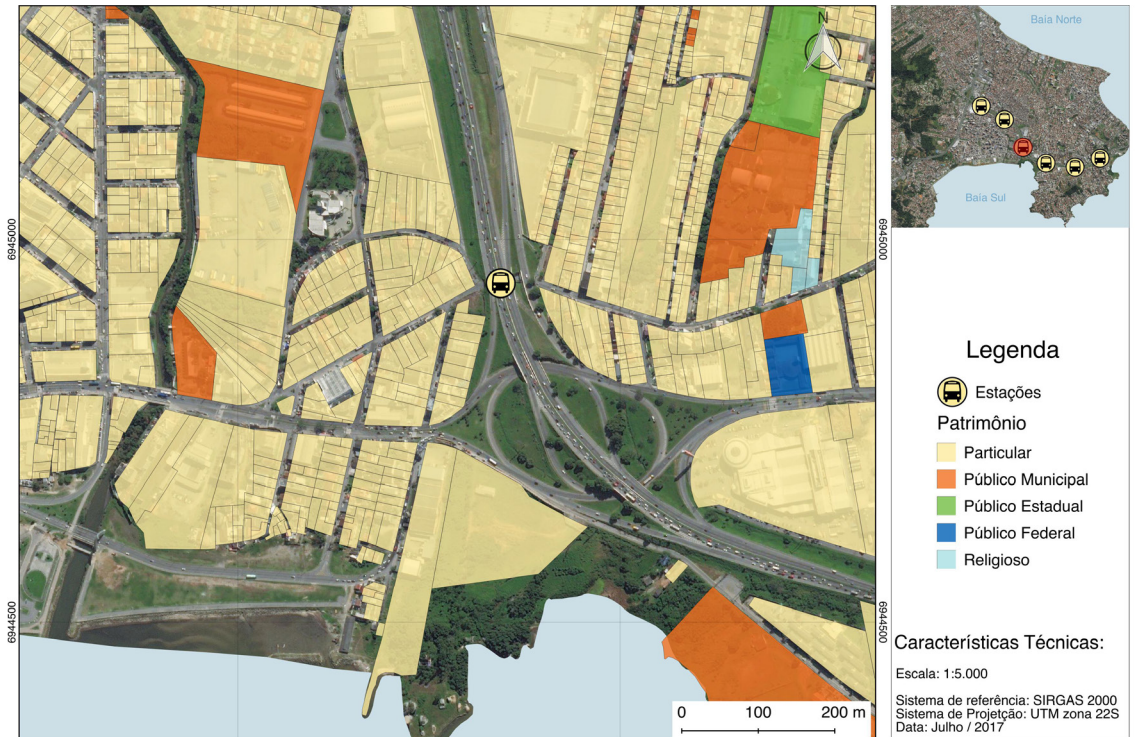 N
6945000
6944500
6945000
6944500
0 100 200 m
Baía Norte
Baía Sul
Legenda
Estações
Patrimônio
Particular
Público Municipal
Público Estadual
Público Federal
Religioso
Características Técnicas:
Escala: 1:5.000
Sistema de referência: SIRGAS 2000
Sistema de Projetção: UTM zona 22S
Data: Julho / 2017